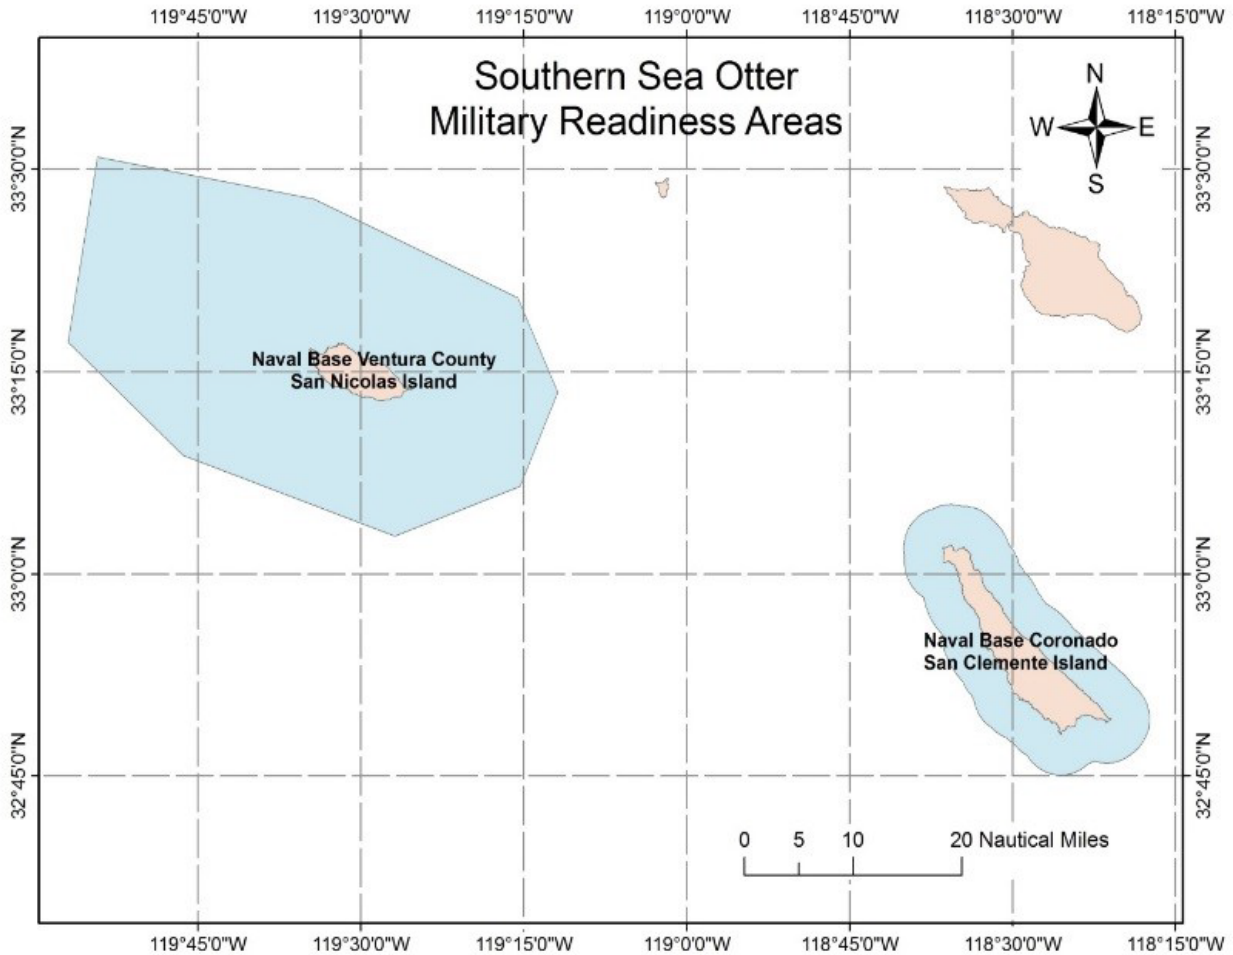 119°45'0"W 119°30'0"W 119°15'0"W 119°0'0"W 118°45'0"W 118°30'0"W 118°15'0"W
Southern Sea Otter
Military Readiness Areas
N
W E
S
33°30'0"N 33°30'0"N
33°15'0"N 33°15'0"N
Naval Base Ventura County
San Nicolas Island
33°0'0"N 33°0'0"N
Naval Base Coronado
San Clemente Island
32°45'0"N 32°45'0"N
0 5 10 20 Nautical Miles
119°45'0"W 119°30'0"W 119°15'0"W 119°0'0"W 118°45'0"W 118°30'0"W 118°15'0"W